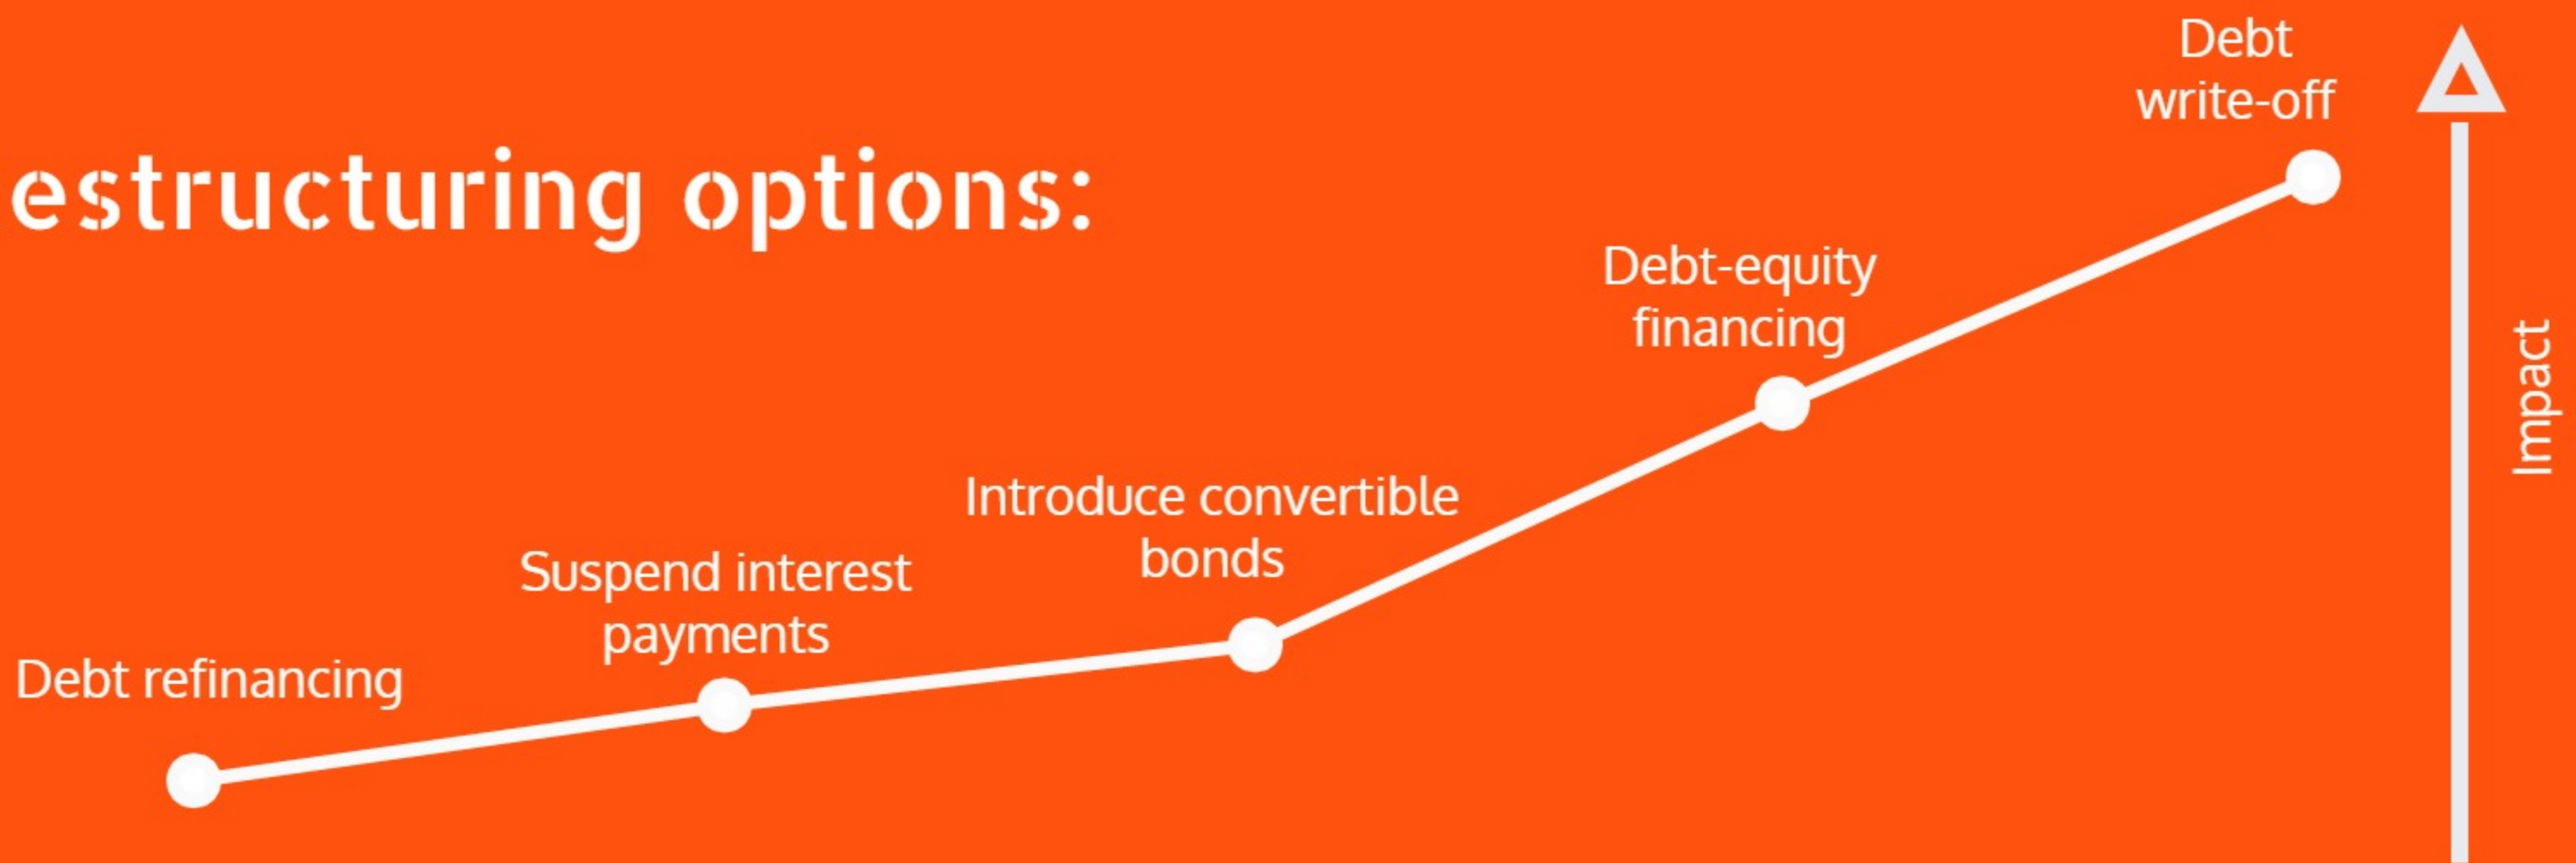 estructuring options:
Debt
write-off
Debt-equity
financing
Introduce convertible
bonds
Suspend interest
payments
Debt refinancing
Impact